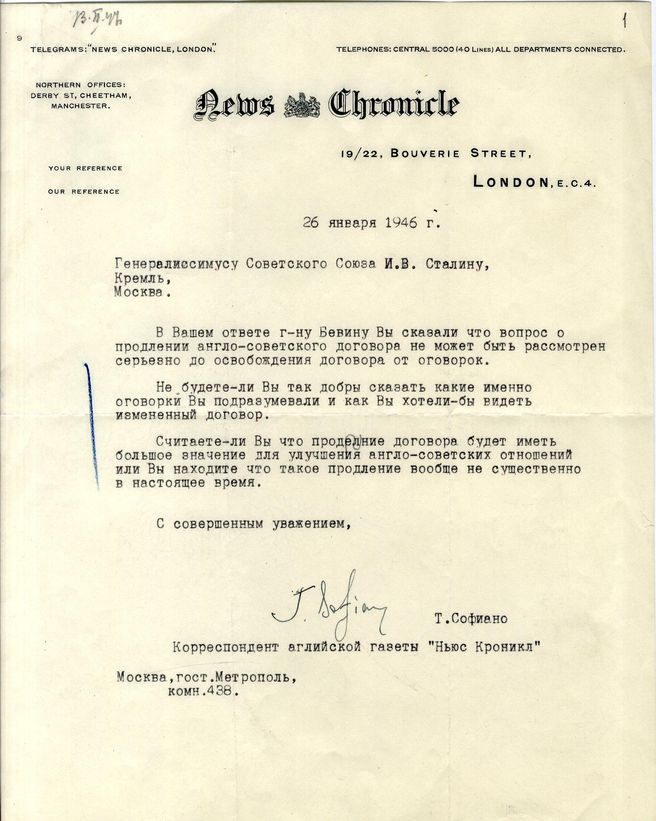 13.II.47
1
9
TELEGRAMS: "NEWS CHRONICLE, LONDON."
TELEPHONES: CENTRAL 5000 (40 LINES) ALL DEPARTMENTS CONNECTED.
NORTHERN OFFICES:
DERBY ST, CHEETHAM,
MANCHESTER.
News Chronicle
19/22, BOUVERIE STREET,
LONDON, E.C.4.
YOUR REFERENCE
OUR REFERENCE
26 января 1946 г.
Генералиссимусу Советского Союза И.В. Сталину,
Кремль,
Москва.
В Вашем ответе г-ну Бевину Вы сказали что вопрос о
продлении англо-советского договора не может быть рассмотрен
серьезно до освобождения договора от оговорок.
Не будете-ли Вы так добры сказать какие именно
оговорки Вы подразумевали и как Вы хотели-бы видеть
измененный договор.
Считаете-ли Вы что продление договора будет иметь
большое значение для улучшения англо-советских отношений
или Вы находите что такое продление вообще не существенно
в настоящее время.
С совершенным уважением,
T. Sofiano
Т.Софиано
Корреспондент аглийской газеты "Ньюс Кроникл"
Москва,гост.Метрополь,
комн.438.